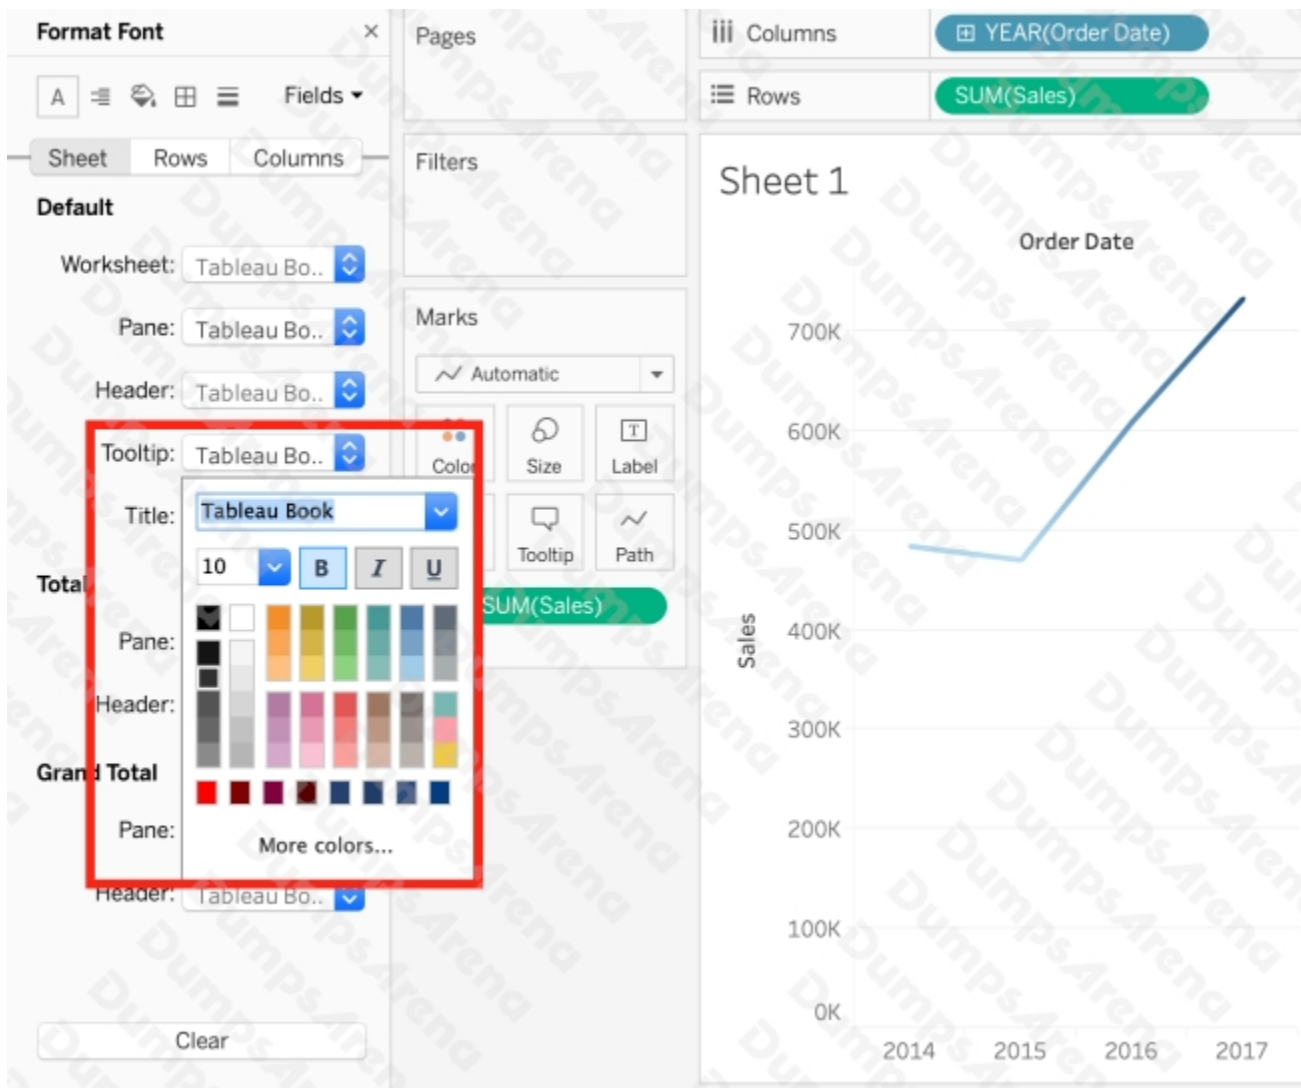 Format Font ×
A Fields
Sheet Rows Columns
Default
Worksheet: Tableau Bo..
Pane: Tableau Bo..
Header: Tableau Bo..
Tooltip: Tableau Bo..
Title: Tableau Book
10 B I U
Total
Pane:
Header:
Grand Total
Pane:
More colors...
Header: Tableau Bo..
Clear
Pages
Filters
Marks
Automatic
Color Size Label
Tooltip Path
SUM(Sales)
Columns YEAR(Order Date)
Rows SUM(Sales)
Sheet 1
Order Date
700K
600K
500K
400K
300K
200K
100K
0K
Sales
2014 2015 2016 2017
DumpsArena